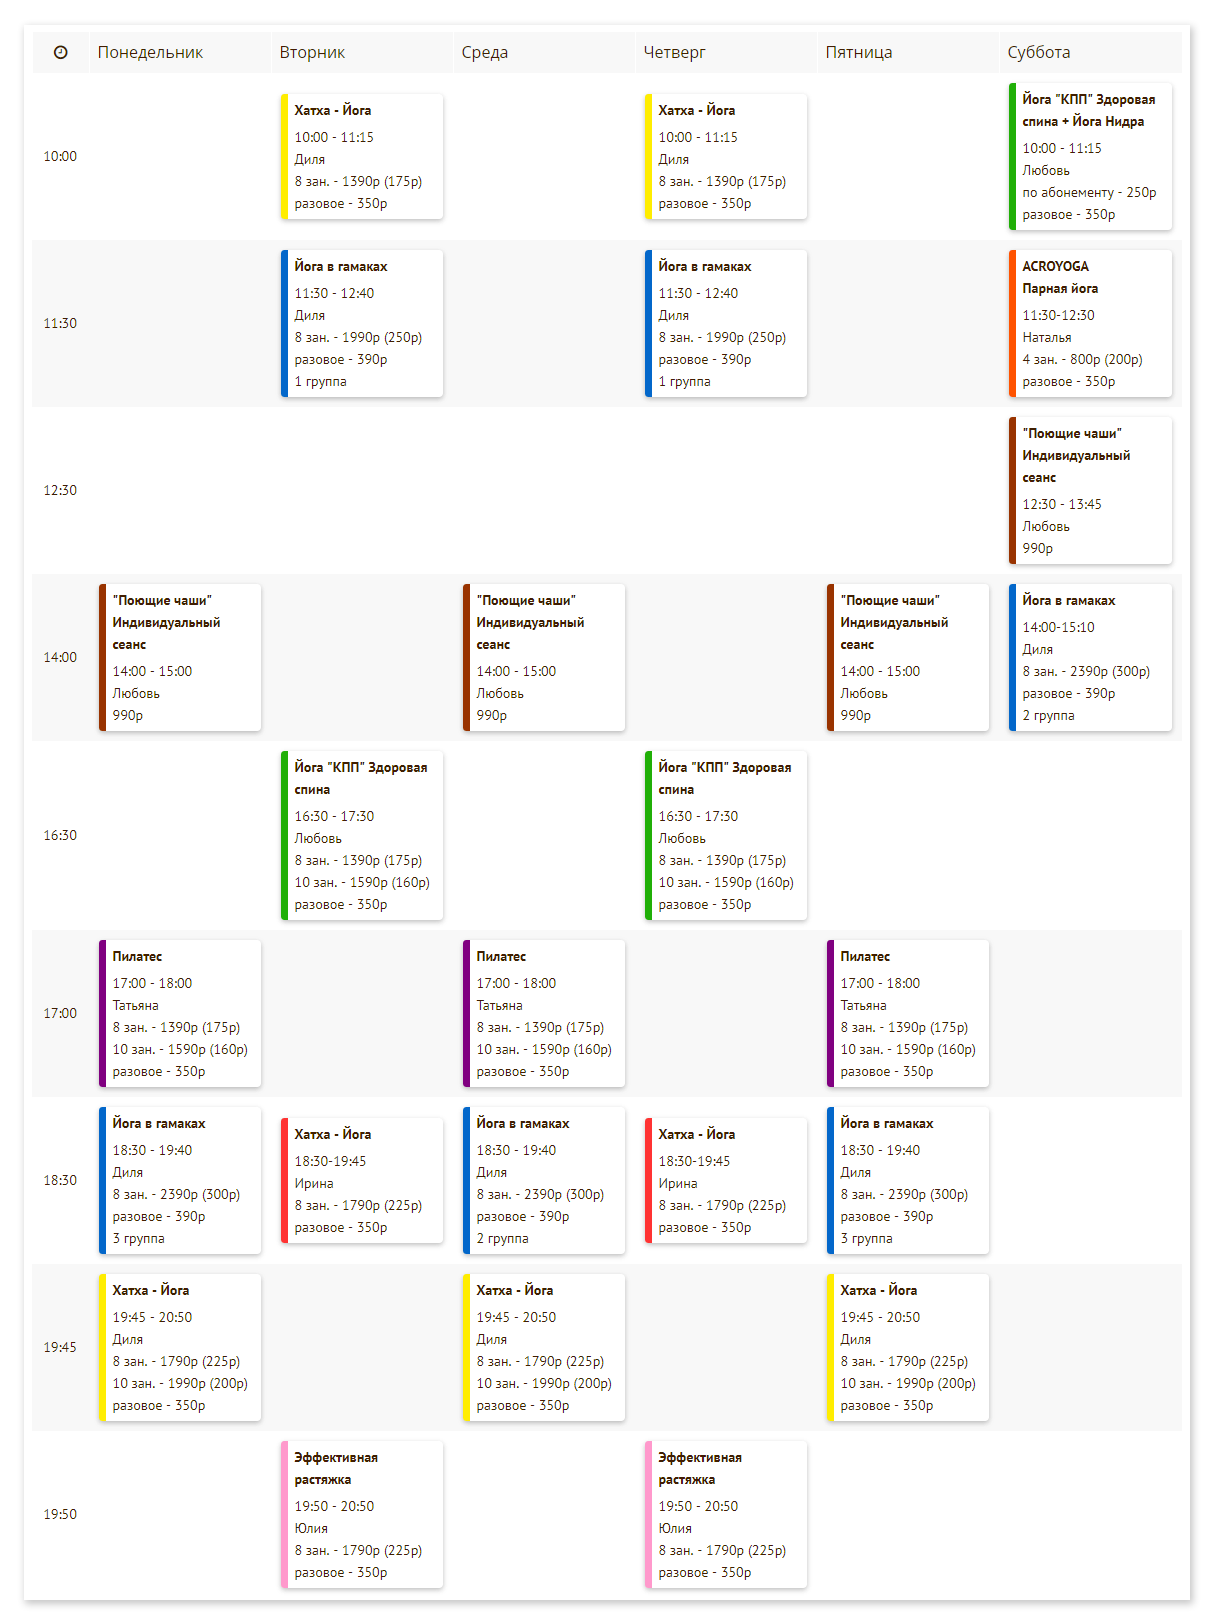 Понедельник
Вторник
Среда
Четверг
Пятница
Суббота
10:00
Хатха - Йога
10:00 - 11:15
Диля
8 зан. - 1390р (175р)
разовое - 350р
Хатха - Йога
10:00 - 11:15
Диля
8 зан. - 1390р (175р)
разовое - 350р
Йога "КПП" Здоровая
спина + Йога Нидра
10:00 - 11:15
Любовь
по абонементу - 250р
разовое - 350р
11:30
Йога в гамаках
11:30 - 12:40
Диля
8 зан. - 1990р (250р)
разовое - 390р
1 группа
Йога в гамаках
11:30 - 12:40
Диля
8 зан. - 1990р (250р)
разовое - 390р
1 группа
ACROYOGA
Парная йога
11:30-12:30
Наталья
4 зан. - 800р (200р)
разовое - 350р
12:30
"Поющие чаши"
Индивидуальный
сеанс
12:30 - 13:45
Любовь
990р
14:00
"Поющие чаши"
Индивидуальный
сеанс
14:00 - 15:00
Любовь
990р
"Поющие чаши"
Индивидуальный
сеанс
14:00 - 15:00
Любовь
990р
"Поющие чаши"
Индивидуальный
сеанс
14:00 - 15:00
Любовь
990р
Йога в гамаках
14:00-15:10
Диля
8 зан. - 2390р (300р)
разовое - 390р
2 группа
16:30
Йога "КПП" Здоровая
спина
16:30 - 17:30
Любовь
8 зан. - 1390р (175р)
10 зан. - 1590р (160р)
разовое - 350р
Йога "КПП" Здоровая
спина
16:30 - 17:30
Любовь
8 зан. - 1390р (175р)
10 зан. - 1590р (160р)
разовое - 350р
17:00
Пилатес
17:00 - 18:00
Татьяна
8 зан. - 1390р (175р)
10 зан. - 1590р (160р)
разовое - 350р
Пилатес
17:00 - 18:00
Татьяна
8 зан. - 1390р (175р)
10 зан. - 1590р (160р)
разовое - 350р
Пилатес
17:00 - 18:00
Татьяна
8 зан. - 1390р (175р)
10 зан. - 1590р (160р)
разовое - 350р
18:30
Йога в гамаках
18:30 - 19:40
Диля
8 зан. - 2390р (300р)
разовое - 390р
3 группа
Хатха - Йога
18:30-19:45
Ирина
8 зан. - 1790р (225р)
разовое - 350р
Йога в гамаках
18:30 - 19:40
Диля
8 зан. - 2390р (300р)
разовое - 390р
2 группа
Хатха - Йога
18:30-19:45
Ирина
8 зан. - 1790р (225р)
разовое - 350р
Йога в гамаках
18:30 - 19:40
Диля
8 зан. - 2390р (300р)
разовое - 390р
3 группа
19:45
Хатха - Йога
19:45 - 20:50
Диля
8 зан. - 1790р (225р)
10 зан. - 1990р (200р)
разовое - 350р
Хатха - Йога
19:45 - 20:50
Диля
8 зан. - 1790р (225р)
10 зан. - 1990р (200р)
разовое - 350р
Хатха - Йога
19:45 - 20:50
Диля
8 зан. - 1790р (225р)
10 зан. - 1990р (200р)
разовое - 350р
19:50
Эффективная
растяжка
19:50 - 20:50
Юлия
8 зан. - 1790р (225р)
разовое - 350р
Эффективная
растяжка
19:50 - 20:50
Юлия
8 зан. - 1790р (225р)
разовое - 350р